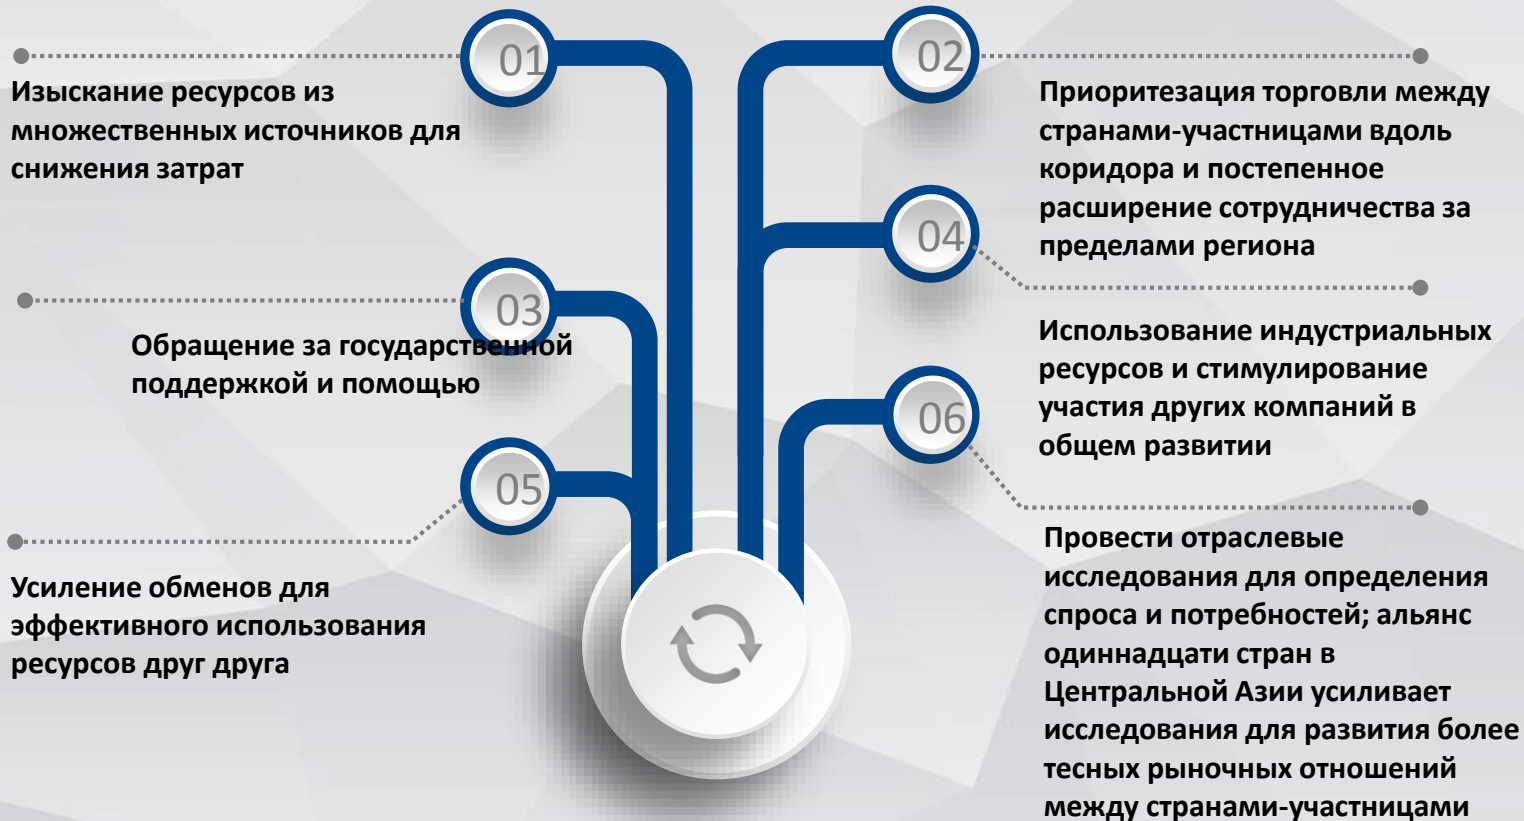 01
Изыскание ресурсов из
множественных источников для
снижения затрат
02
Приоритезация торговли между
странами-участницами вдоль
коридора и постепенное
расширение сотрудничества за
пределами региона
03
Обращение за государственной
поддержкой и помощью
04
Использование индустриальных
ресурсов и стимулирование
участия других компаний в
общем развитии
05
Усиление обменов для
эффективного использования
ресурсов друг друга
06
Провести отраслевые
исследования для определения
спроса и потребностей; альянс
одиннадцати стран в
Центральной Азии усиливает
исследования для развития более
тесных рыночных отношений
между странами-участницами